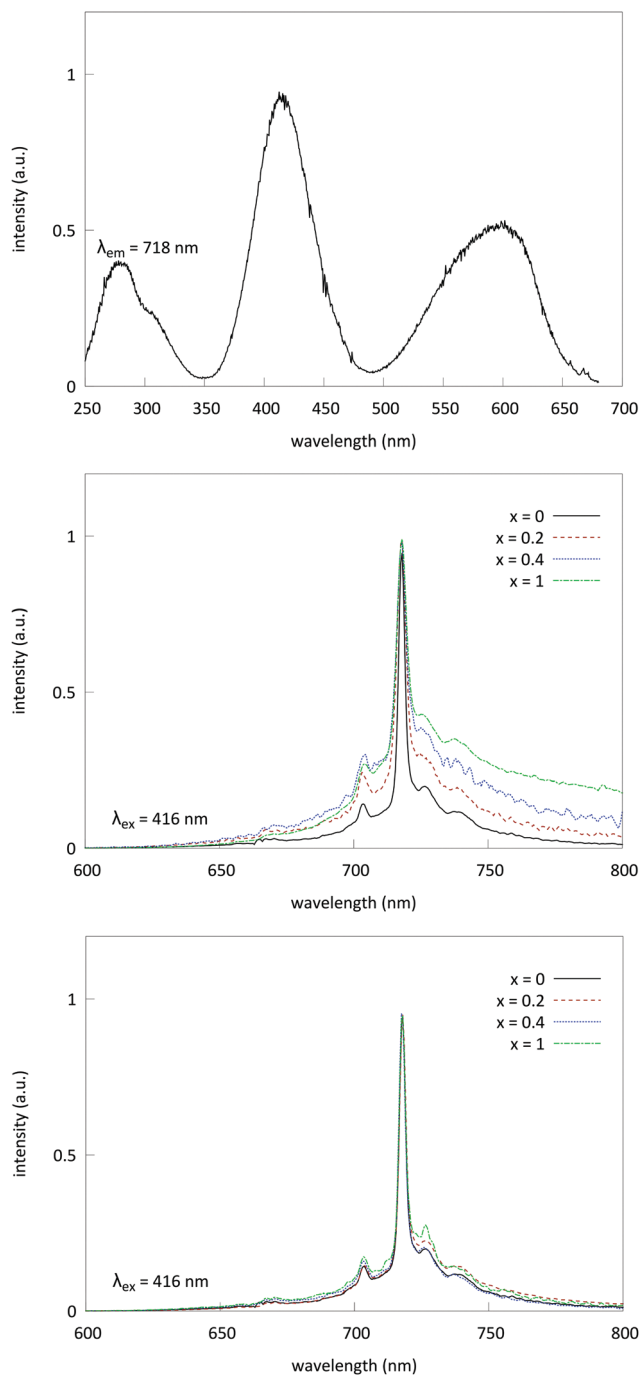 1
intensity (a.u.)
0.5
λem = 718 nm
0
250 300 350 400 450 500 550 600 650 700
wavelength (nm)
x = 0
1
x = 0.2
x = 0.4
x = 1
intensity (a.u.)
0.5
λex = 416 nm
0
600 650 700 750 800
wavelength (nm)
x = 0
1
x = 0.2
x = 0.4
x = 1
intensity (a.u.)
0.5
λex = 416 nm
0
600 650 700 750 800
wavelength (nm)